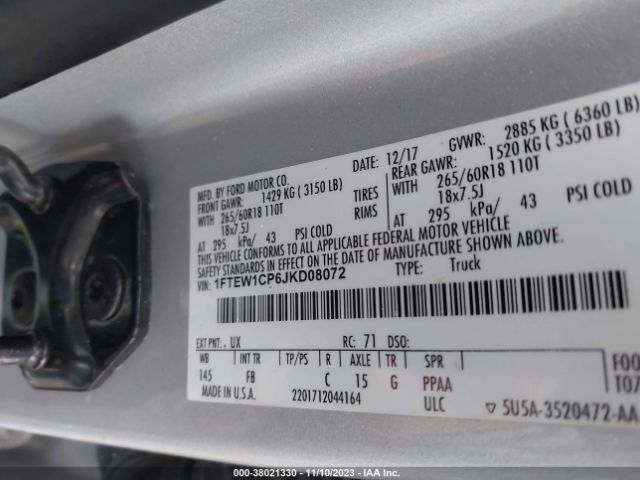 MFD. BY FORD MOTOR CO.
DATE: 12/17 GVWR: 2885 KG ( 6360 LB)
FRONT GAWR: 1429 KG ( 3150 LB) REAR GAWR: 1520 KG ( 3350 LB)
WITH 265/60R18 110T TIRES WITH 265/60R18 110T
18x7.5J RIMS 18x7.5J
AT 295 kPa/ 43 PSI COLD AT 295 kPa/ 43 PSI COLD
THIS VEHICLE CONFORMS TO ALL APPLICABLE FEDERAL MOTOR VEHICLE
SAFETY STANDARDS IN EFFECT ON THE DATE OF MANUFACTURE SHOWN ABOVE.
VIN: 1FTEW1CP6JKD08072 TYPE: Truck
EXT PNT: . UX RC: 71 DSO:
WB INT TR TP/PS R AXLE TR SPR
145 FB C 15 G PPAA
MADE IN U.S.A. 2201712044164 ULC
F00
T07
5U5A-3520472-AA
000-38021330 - 11/10/2023 - IAA Inc.